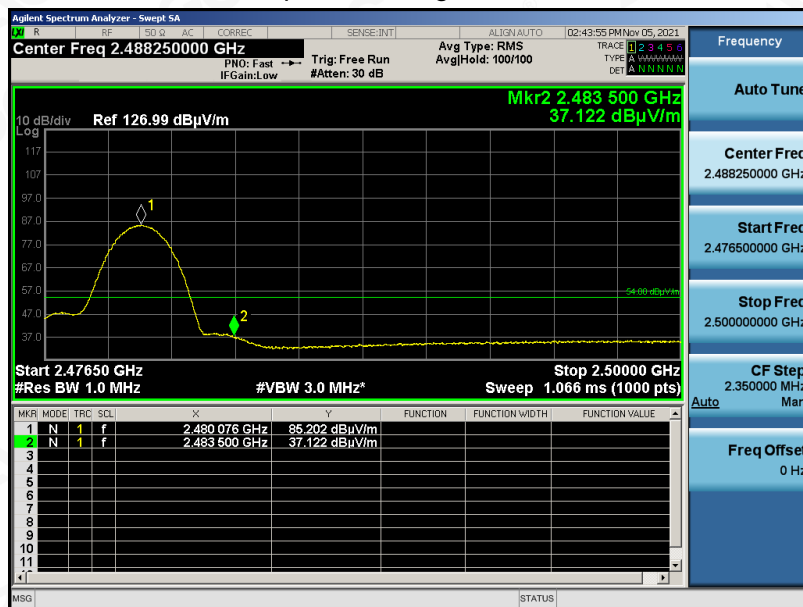 Agilent Spectrum Analyzer - Swept SA
LXI R RF 50 Ω AC CORREC SENSE:INT ALIGN AUTO 02:43:55 PM Nov 05, 2021
Center Freq 2.488250000 GHz
PNO: Fast
IFGain:Low
Trig: Free Run
#Atten: 30 dB
Avg Type: RMS
Avg|Hold: 100/100
TRACE 1 2 3 4 5 6
TYPE A
DET A N N N N N
Mkr2 2.483 500 GHz
37.122 dBµV/m
10 dB/div Ref 126.99 dBµV/m
Log
117
107
97.0
87.0
77.0
67.0
57.0
47.0
37.0
1
2
54.00 dBµV/m
Start 2.47650 GHz Stop 2.50000 GHz
#Res BW 1.0 MHz #VBW 3.0 MHz* Sweep 1.066 ms (1000 pts)
MKR MODE TRC SCL X Y FUNCTION FUNCTION WIDTH FUNCTION VALUE
1 N 1 f 2.480 076 GHz 85.202 dBµV/m
2 N 1 f 2.483 500 GHz 37.122 dBµV/m
3
4
5
6
7
8
9
10
11
MSG STATUS
Frequency
Auto Tune
Center Freq
2.488250000 GHz
Start Freq
2.476500000 GHz
Stop Freq
2.500000000 GHz
CF Step
2.350000 MHz
Auto Man
Freq Offset
0 Hz